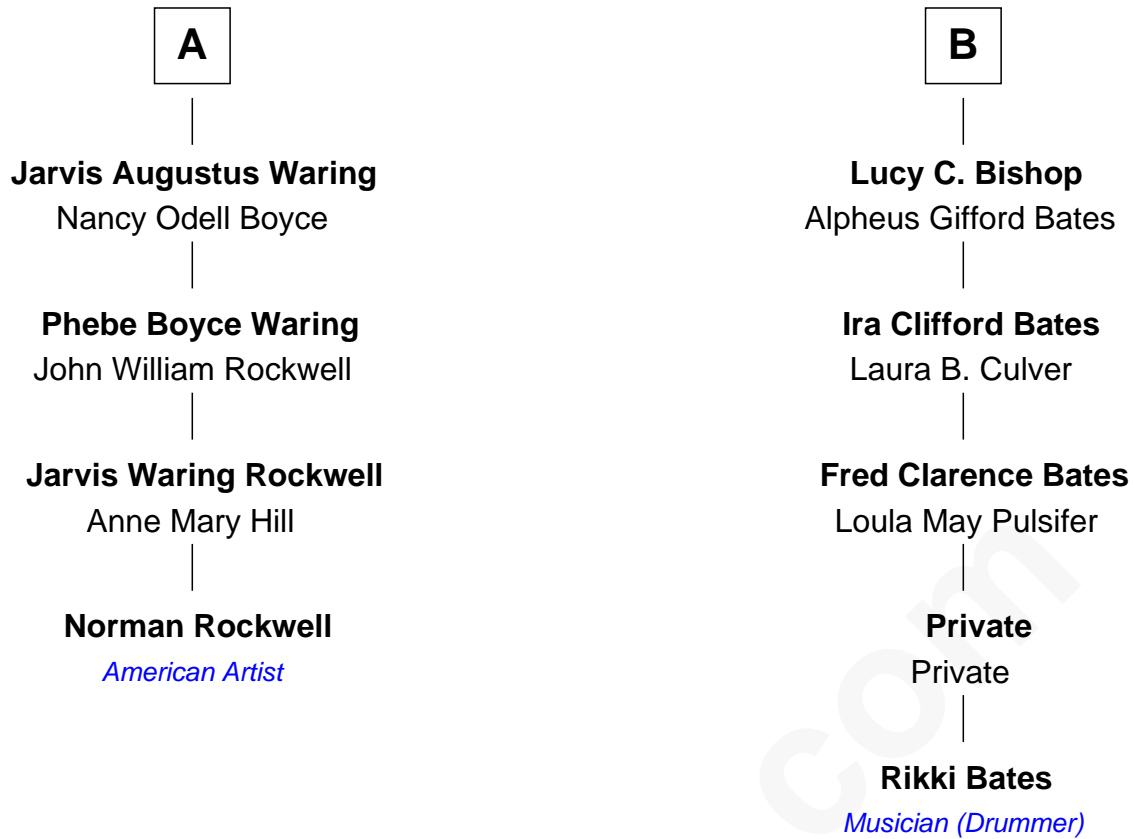 A
Jarvis Augustus Waring
Nancy Odell Boyce
Phebe Boyce Waring
John William Rockwell
Jarvis Waring Rockwell
Anne Mary Hill
Norman Rockwell
American Artist
B
Lucy C. Bishop
Alpheus Gifford Bates
Ira Clifford Bates
Laura B. Culver
Fred Clarence Bates
Loula May Pulsifer
Private
Private
Rikki Bates
Musician (Drummer)
com